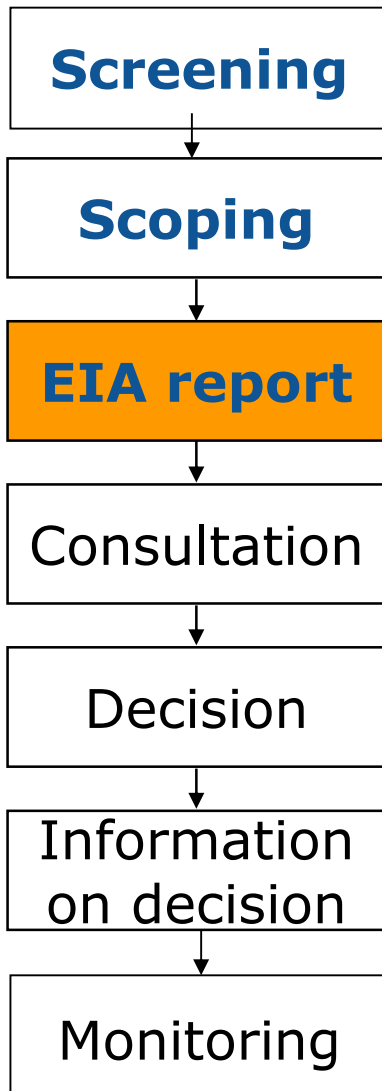 Screening
Scoping
EIA report
Consultation
Decision
Information
on decision
Monitoring